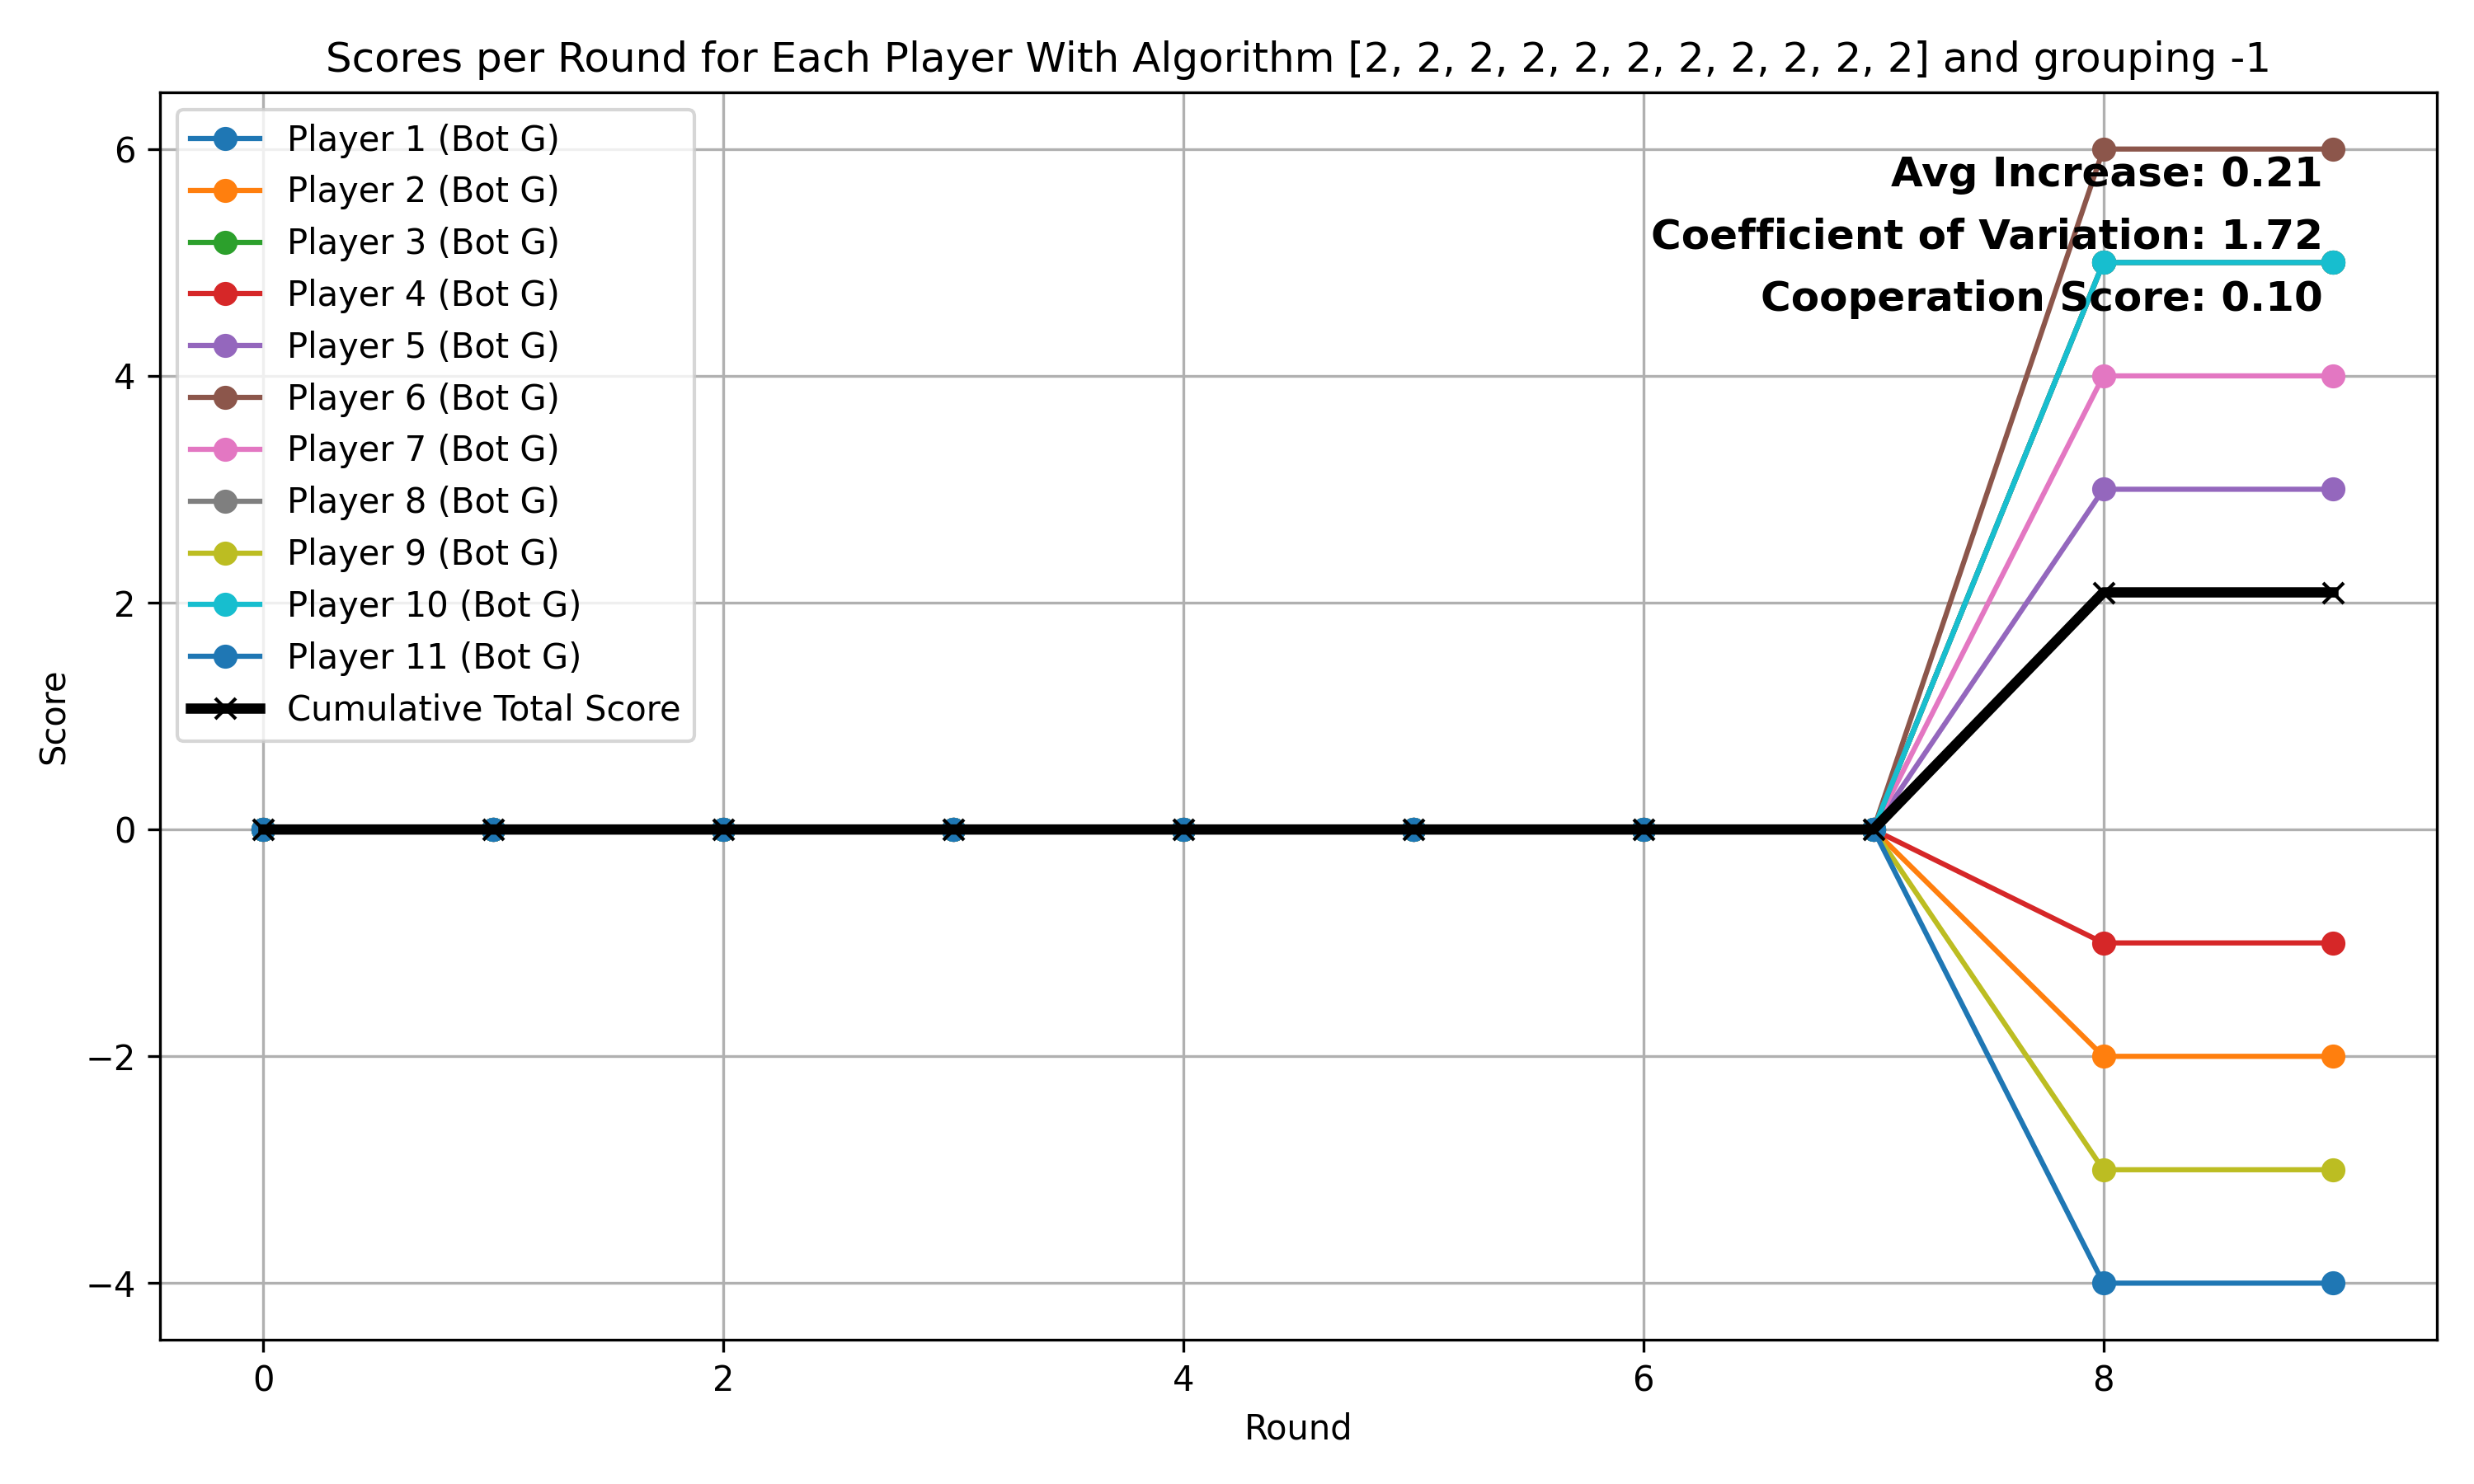 Scores per Round for Each Player With Algorithm [2, 2, 2, 2, 2, 2, 2, 2, 2, 2, 2] and grouping -1
Player 1 (Bot G)
Player 2 (Bot G)
Player 3 (Bot G)
Player 4 (Bot G)
Player 5 (Bot G)
Player 6 (Bot G)
Player 7 (Bot G)
Player 8 (Bot G)
Player 9 (Bot G)
Player 10 (Bot G)
Player 11 (Bot G)
Cumulative Total Score
Avg Increase: 0.21
Coefficient of Variation: 1.72
Cooperation Score: 0.10
Score
6
4
2
0
−2
−4
0 2 4 6 8
Round